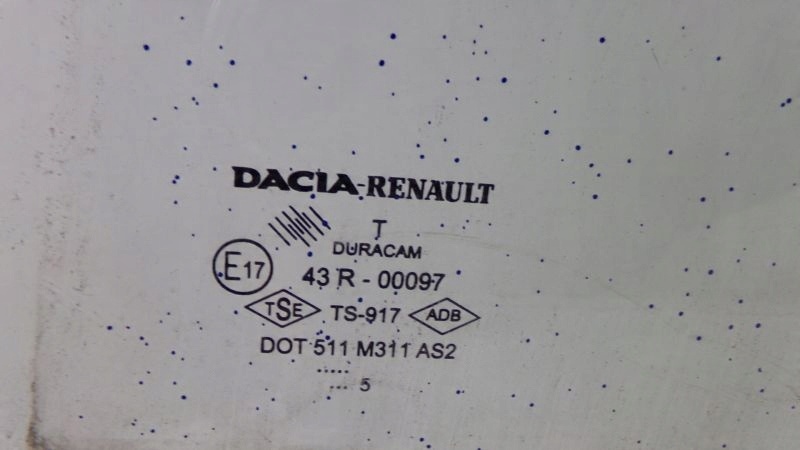 DACIA-RENAULT
T
DURACAM
E17 43 R - 00097
TSE TS-917 ADB
DOT 511 M311 AS2
.....
... 5